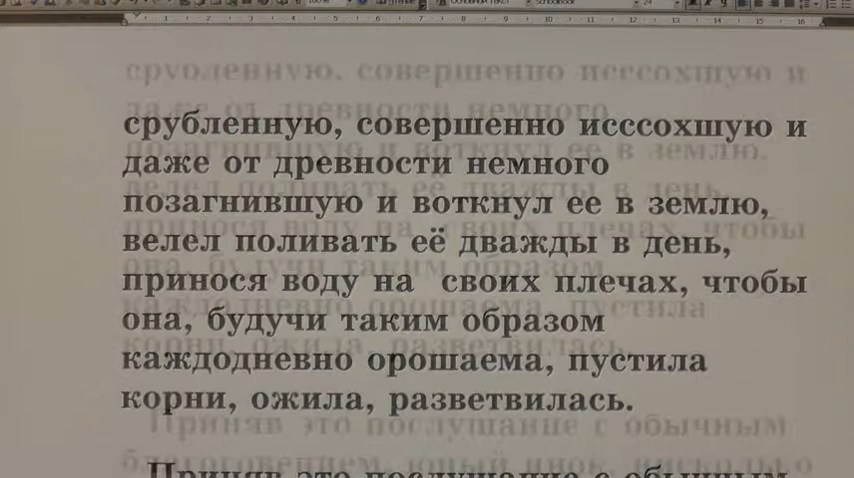 срубленную, совершенно исссохшую и
даже от древности немного
позагнившую и воткнул ее в землю,
велел поливать её дважды в день,
принося воду на своих плечах, чтобы
она, будучи таким образом
каждодневно орошаема, пустила
корни, ожила, разветвилась.
Приняв это послушание с обычным